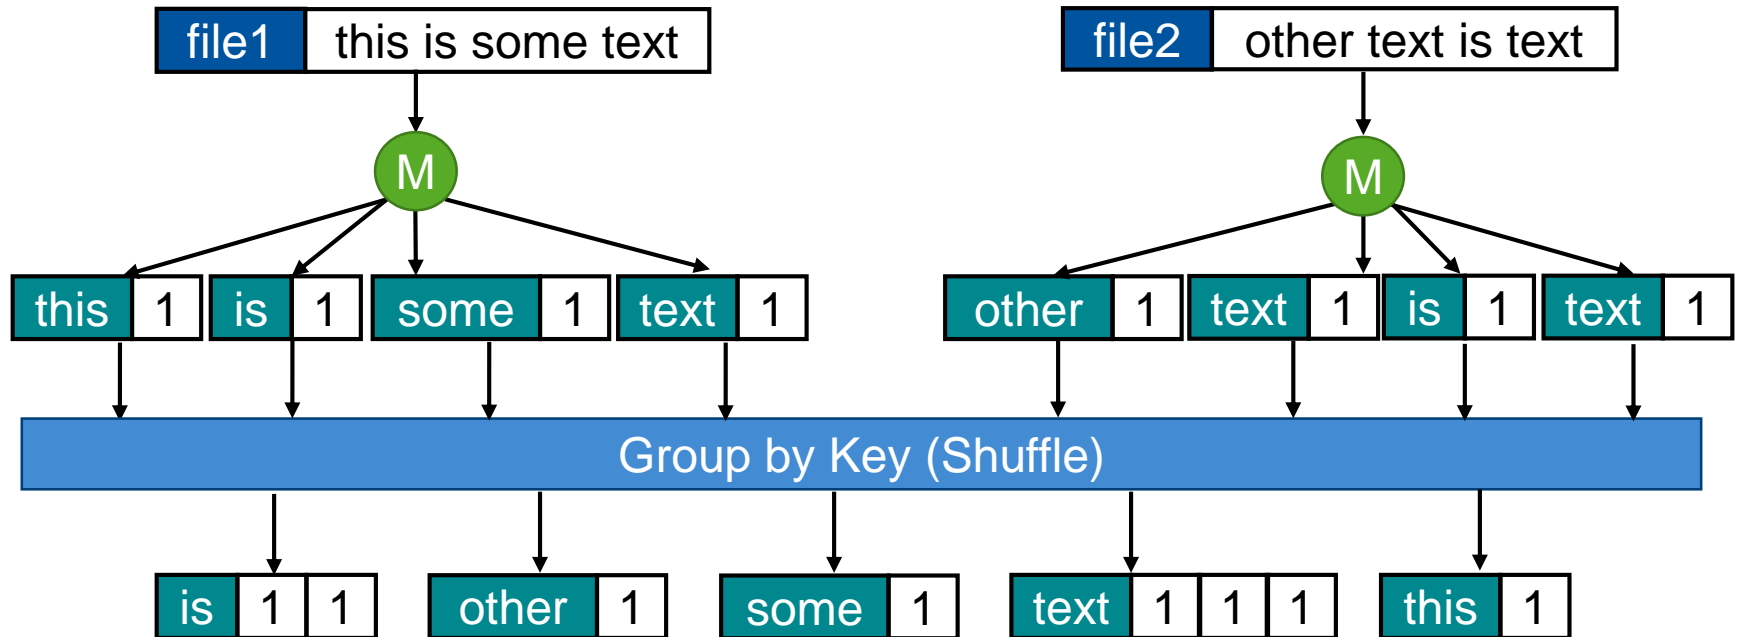 file1 this is some text file2 other text is text
M M
this 1 is 1 some 1 text 1 other 1 text 1 is 1 text 1
Group by Key (Shuffle)
is 1 1 other 1 some 1 text 1 1 1 this 1